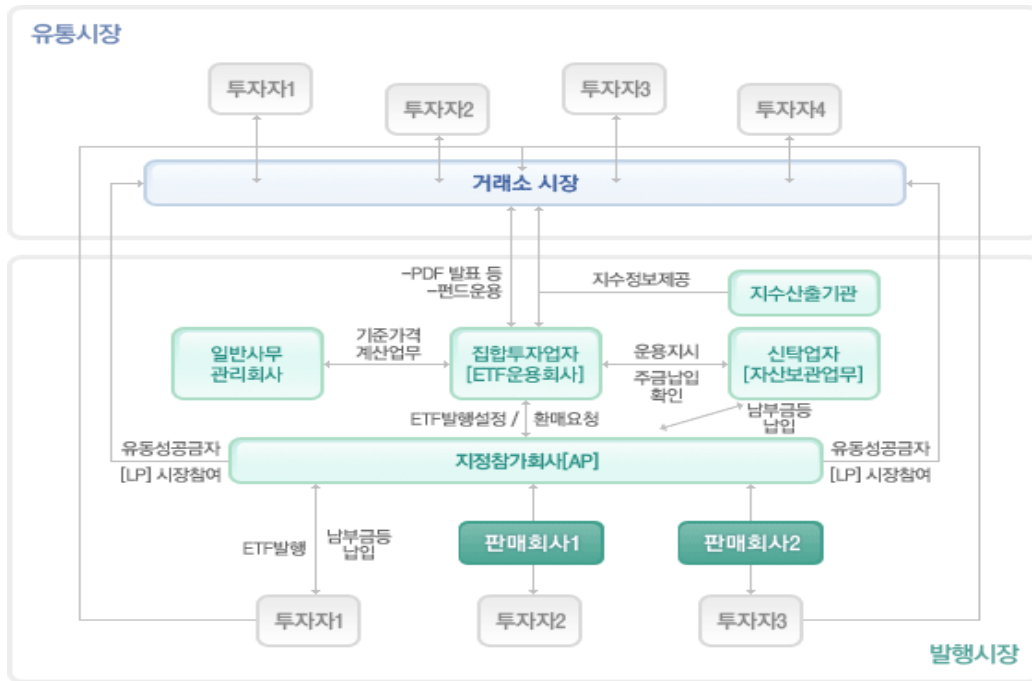 유통시장
투자자1
투자자2
투자자3
투자자4
거래소 시장
-PDF 발표 등
-펀드운용
지수정보제공
지수산출기관
일반사무
관리회사
기준가격
계산업무
집합투자업자
[ETF운용회사]
운용지시
주금납입
확인
신탁업자
[자산보관업무]
ETF발행설정 / 환매요청
남부금등
납입
유동성공급자
[LP] 시장참여
지정참가회사[AP]
유동성공급자
[LP] 시장참여
ETF발행
남부금등
납입
판매회사1
판매회사2
투자자1
투자자2
투자자3
발행시장